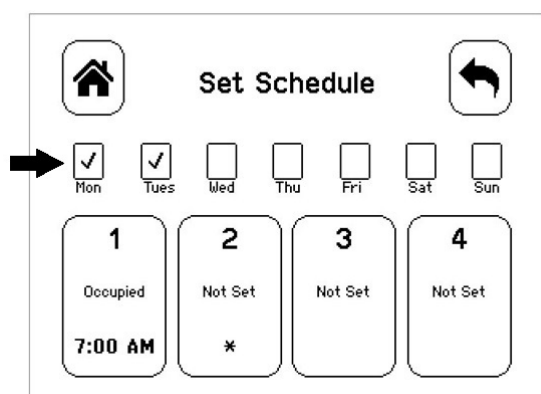 Set Schedule
Mon Tues Wed Thu Fri Sat Sun
1 2 3 4
Occupied Not Set Not Set Not Set
7:00 AM *